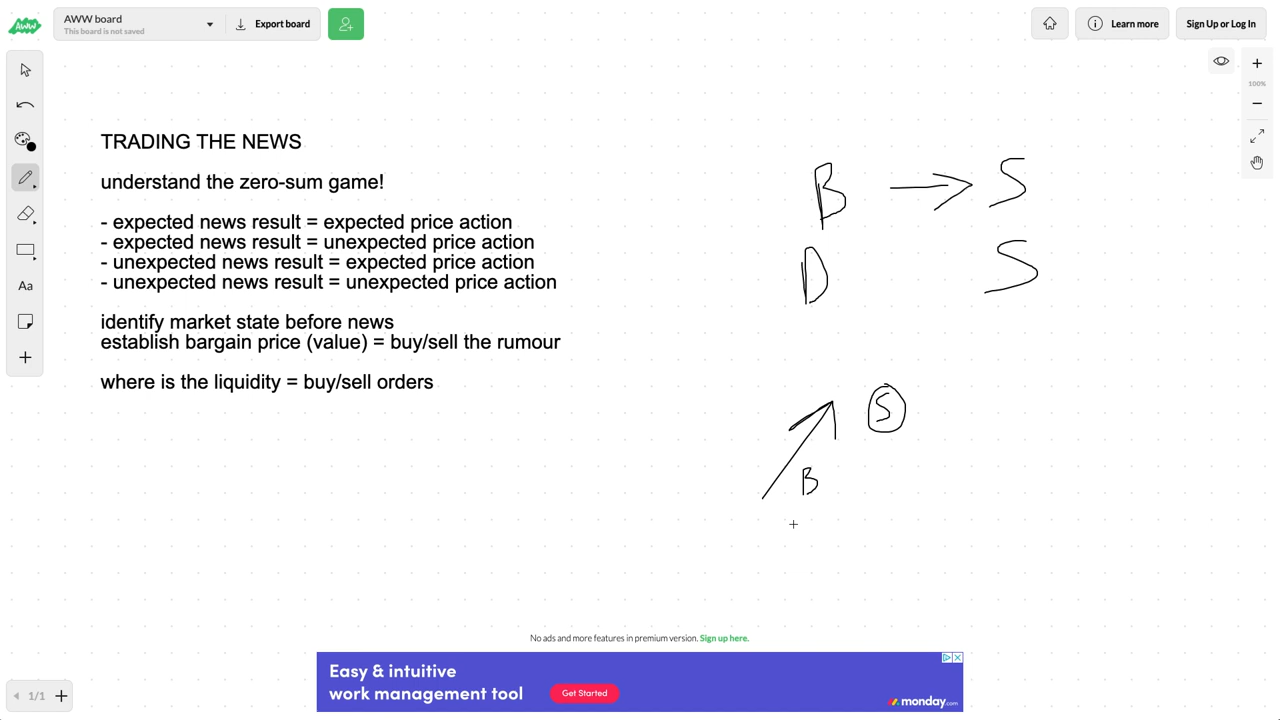 AWW
AWW board
This board is not saved
Export board
Learn more
Sign Up or Log In
100%
TRADING THE NEWS
understand the zero-sum game!
- expected news result = expected price action
- expected news result = unexpected price action
- unexpected news result = expected price action
- unexpected news result = unexpected price action
identify market state before news
establish bargain price (value) = buy/sell the rumour
where is the liquidity = buy/sell orders
B → S
D S
S
B
Aa
No ads and more features in premium version. Sign up here.
Easy & intuitive
work management tool
Get Started
monday.com
1/1